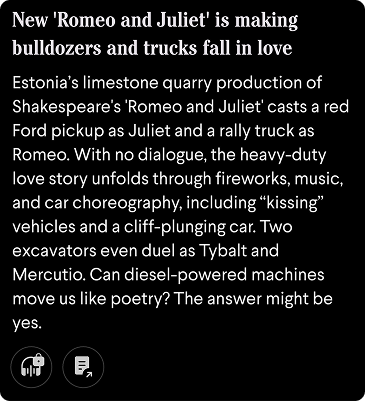 New 'Romeo and Juliet' is making
bulldozers and trucks fall in love
Estonia’s limestone quarry production of
Shakespeare's 'Romeo and Juliet' casts a red
Ford pickup as Juliet and a rally truck as
Romeo. With no dialogue, the heavy-duty
love story unfolds through fireworks, music,
and car choreography, including “kissing”
vehicles and a cliff-plunging car. Two
excavators even duel as Tybalt and
Mercutio. Can diesel-powered machines
move us like poetry? The answer might be
yes.